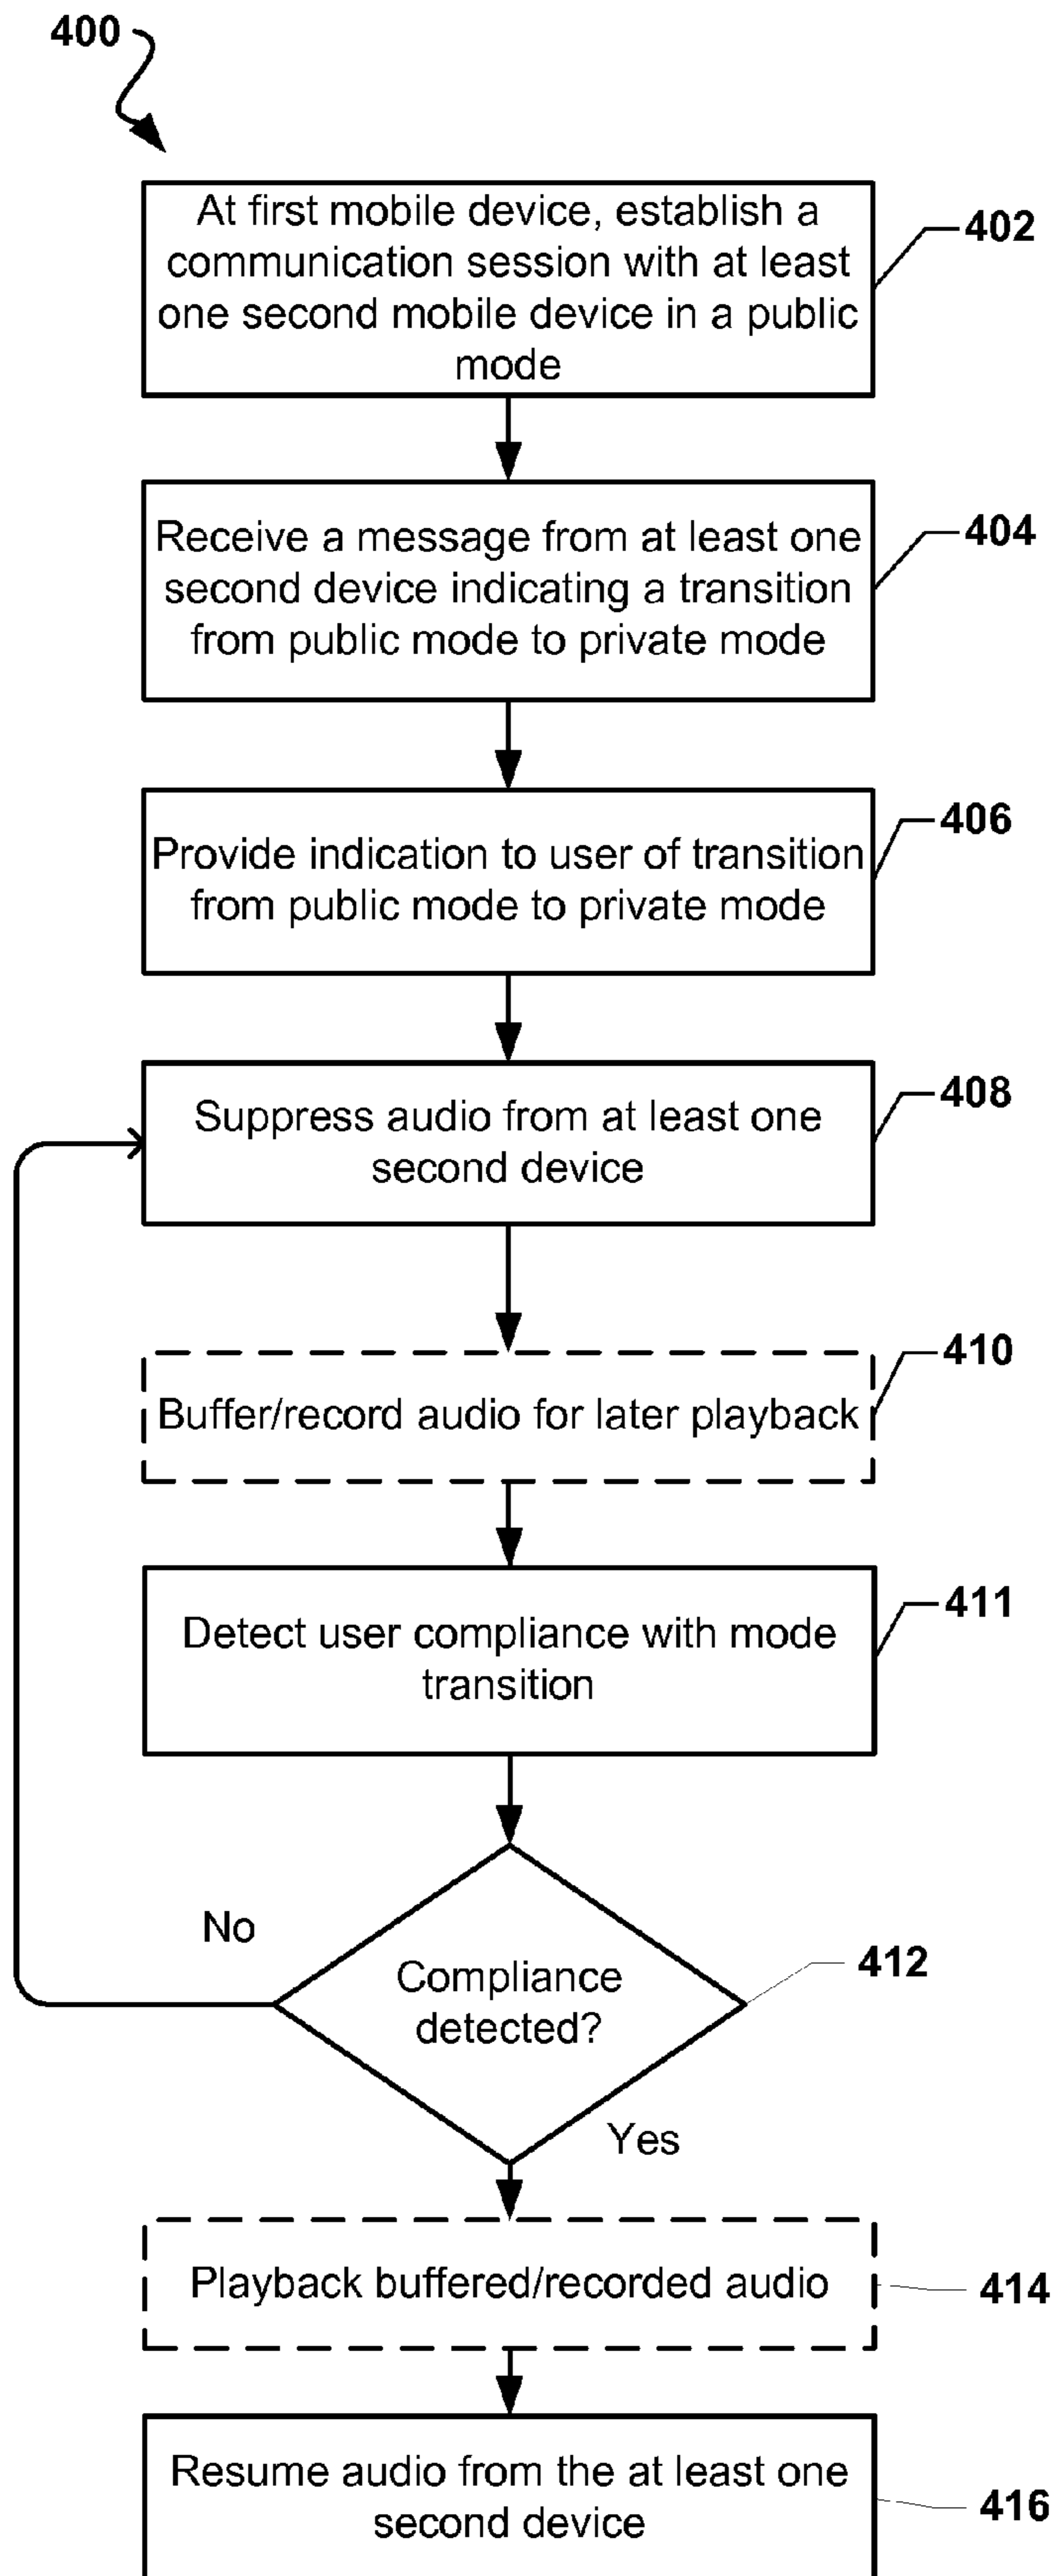 400
At first mobile device, establish a
communication session with at least
one second mobile device in a public
mode
402
Receive a message from at least one
second device indicating a transition
from public mode to private mode
404
Provide indication to user of transition
from public mode to private mode
406
Suppress audio from at least one
second device
408
Buffer/record audio for later playback
410
Detect user compliance with mode
transition
411
No
Compliance
detected?
412
Yes
Playback buffered/recorded audio
414
Resume audio from the at least one
second device
416